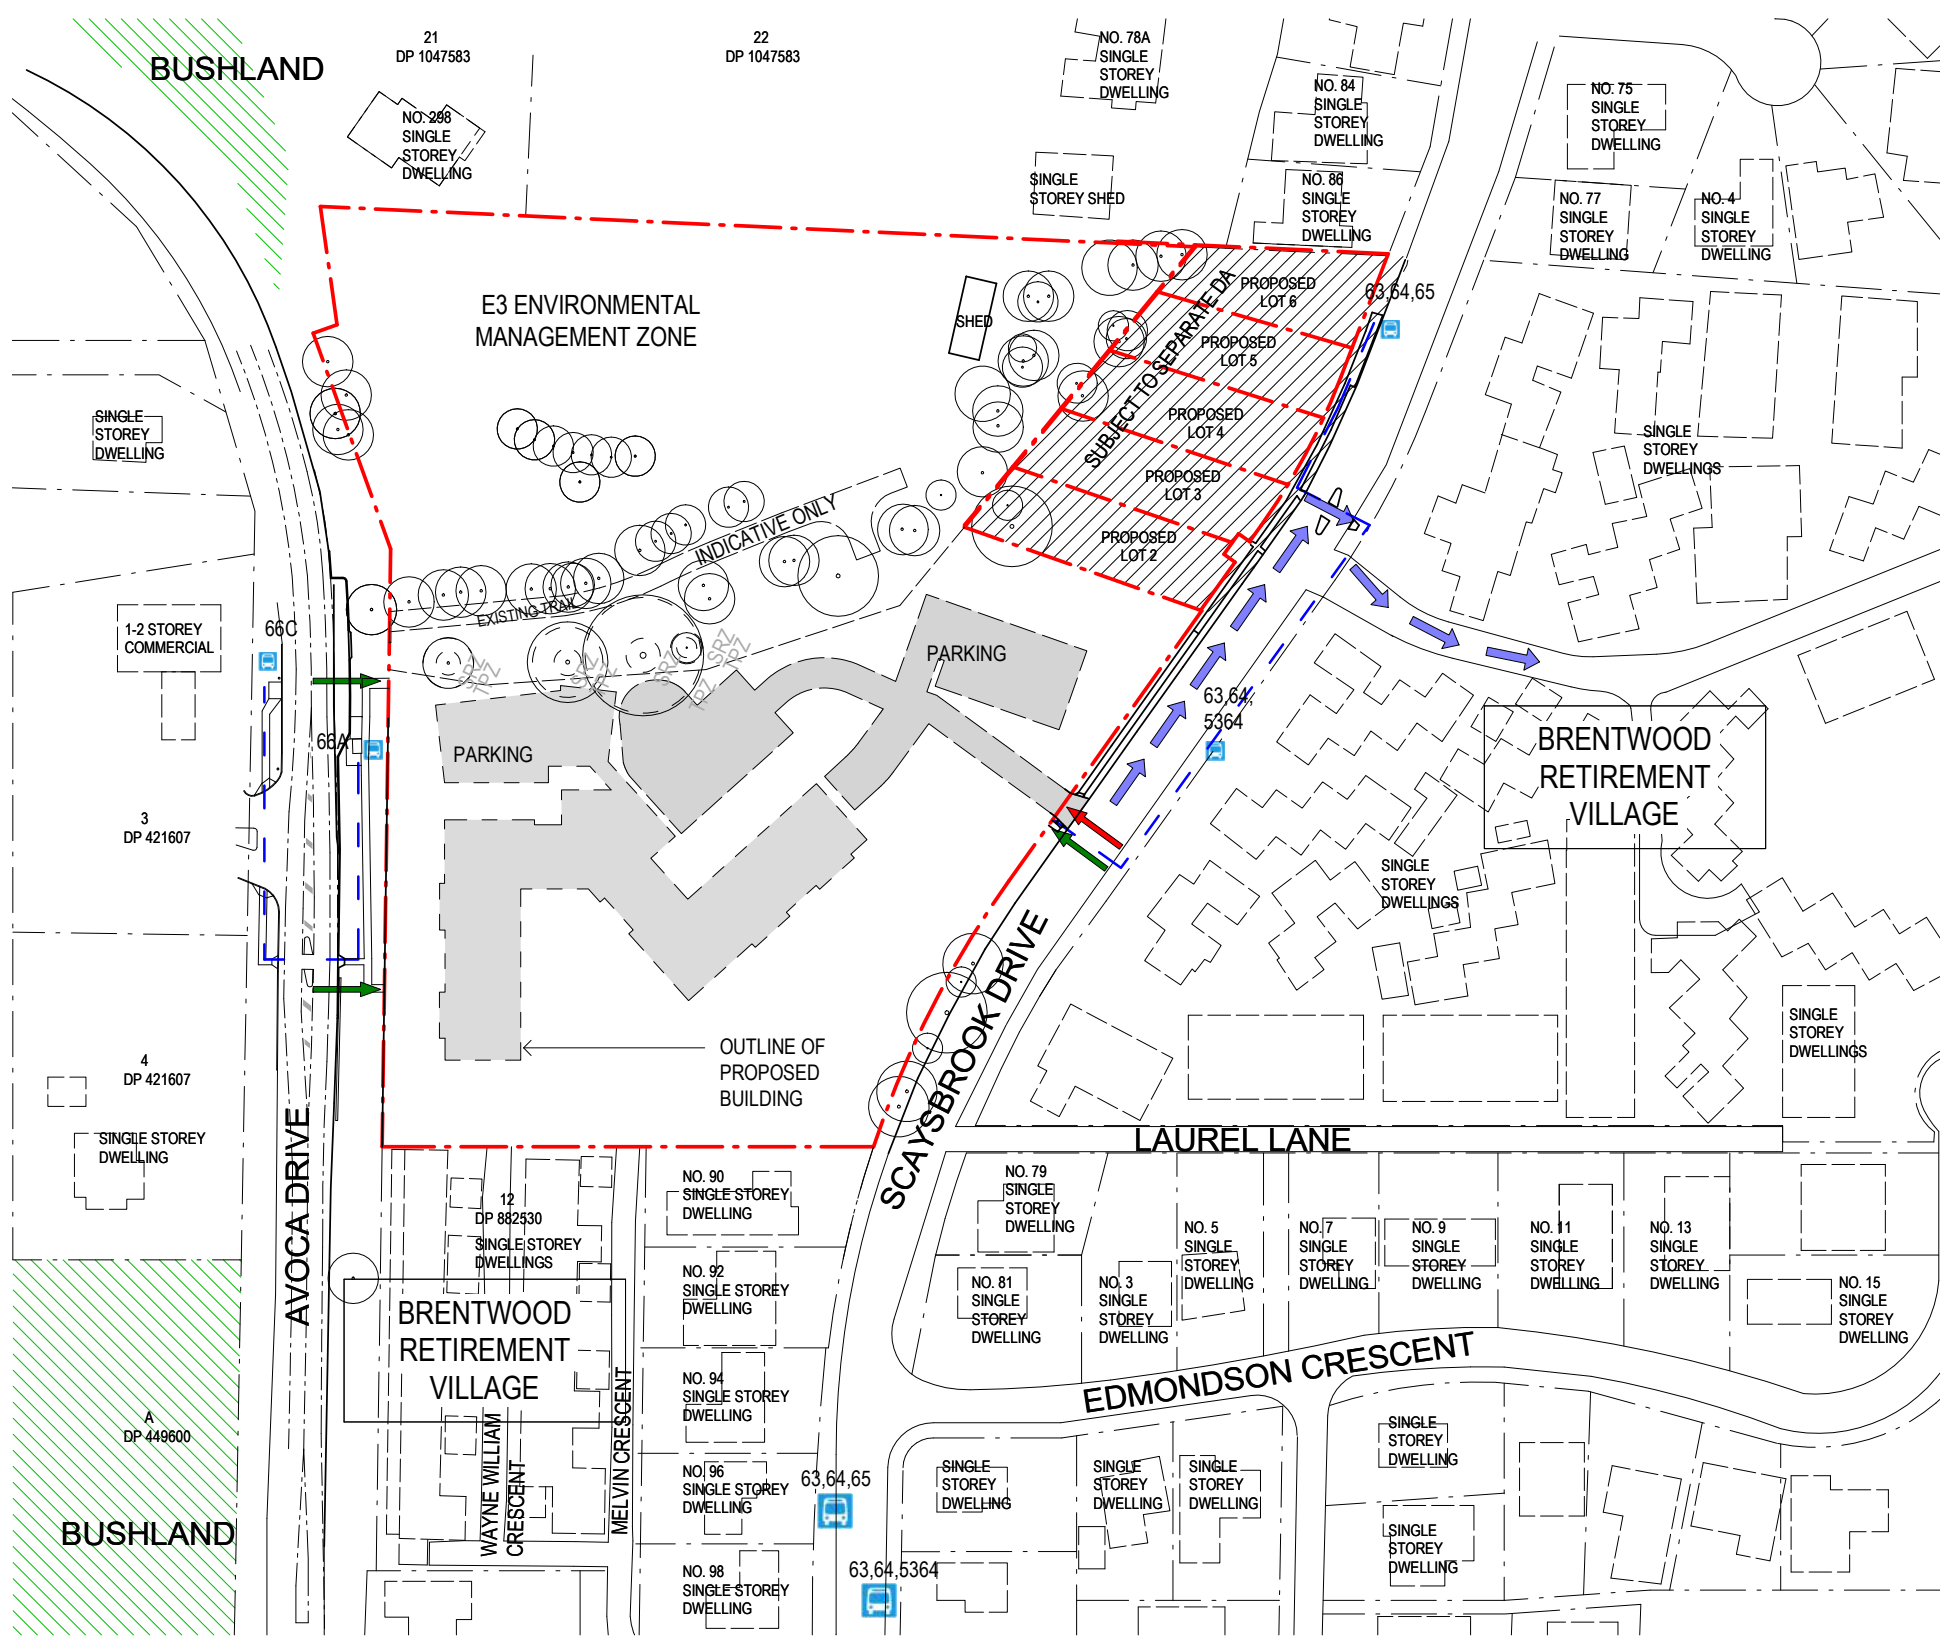 21
DP 1047583
22
DP 1047583
BUSHLAND
NO. 298
SINGLE
STOREY
DWELLING
NO. 78A
SINGLE
STOREY
DWELLING
NO. 84
SINGLE
STOREY
DWELLING
NO. 75
SINGLE
STOREY
DWELLING
SINGLE
STOREY SHED
NO. 86
SINGLE
STOREY
DWELLING
NO. 77
SINGLE
STOREY
DWELLING
NO. 4
SINGLE
STOREY
DWELLING
E3 ENVIRONMENTAL
MANAGEMENT ZONE
SHED
SUBJECT TO SEPARATE DA
PROPOSED
LOT 6
63,64,65
PROPOSED
LOT 5
PROPOSED
LOT 4
PROPOSED
LOT 3
PROPOSED
LOT 2
SINGLE
STOREY
DWELLING
SINGLE
STOREY
DWELLINGS
INDICATIVE ONLY
EXISTING TRAIL
1-2 STOREY
COMMERCIAL
66C
66A
SRZ
TPZ
SRZ
TPZ
SRZ
TPZ
SRZ
TPZ
PARKING
PARKING
63,64,
5364
BRENTWOOD
RETIREMENT
VILLAGE
3
DP 421607
SINGLE
STOREY
DWELLINGS
4
DP 421607
SINGLE STOREY
DWELLING
OUTLINE OF
PROPOSED
BUILDING
SCAYSBROOK DRIVE
SINGLE
STOREY
DWELLINGS
AVOCA DRIVE
LAUREL LANE
12
DP 882530
SINGLE STOREY
DWELLINGS
NO. 90
SINGLE STOREY
DWELLING
NO. 79
SINGLE
STOREY
DWELLING
NO. 5
SINGLE
STOREY
DWELLING
NO. 7
SINGLE
STOREY
DWELLING
NO. 9
SINGLE
STOREY
DWELLING
NO. 11
SINGLE
STOREY
DWELLING
NO. 13
SINGLE
STOREY
DWELLING
NO. 92
SINGLE STOREY
DWELLING
NO. 81
SINGLE
STOREY
DWELLING
NO. 3
SINGLE
STOREY
DWELLING
NO. 15
SINGLE
STOREY
DWELLING
BRENTWOOD
RETIREMENT
VILLAGE
EDMONDSON CRESCENT
NO. 94
SINGLE STOREY
DWELLING
A
DP 449600
WAYNE WILLIAM
CRESCENT
MELVIN CRESCENT
SINGLE
STOREY
DWELLING
NO. 96
SINGLE STOREY
DWELLING
63,64,65
SINGLE
STOREY
DWELLING
SINGLE
STOREY
DWELLING
SINGLE
STOREY
DWELLING
BUSHLAND
SINGLE
STOREY
DWELLING
NO. 98
SINGLE STOREY
DWELLING
63,64,5364